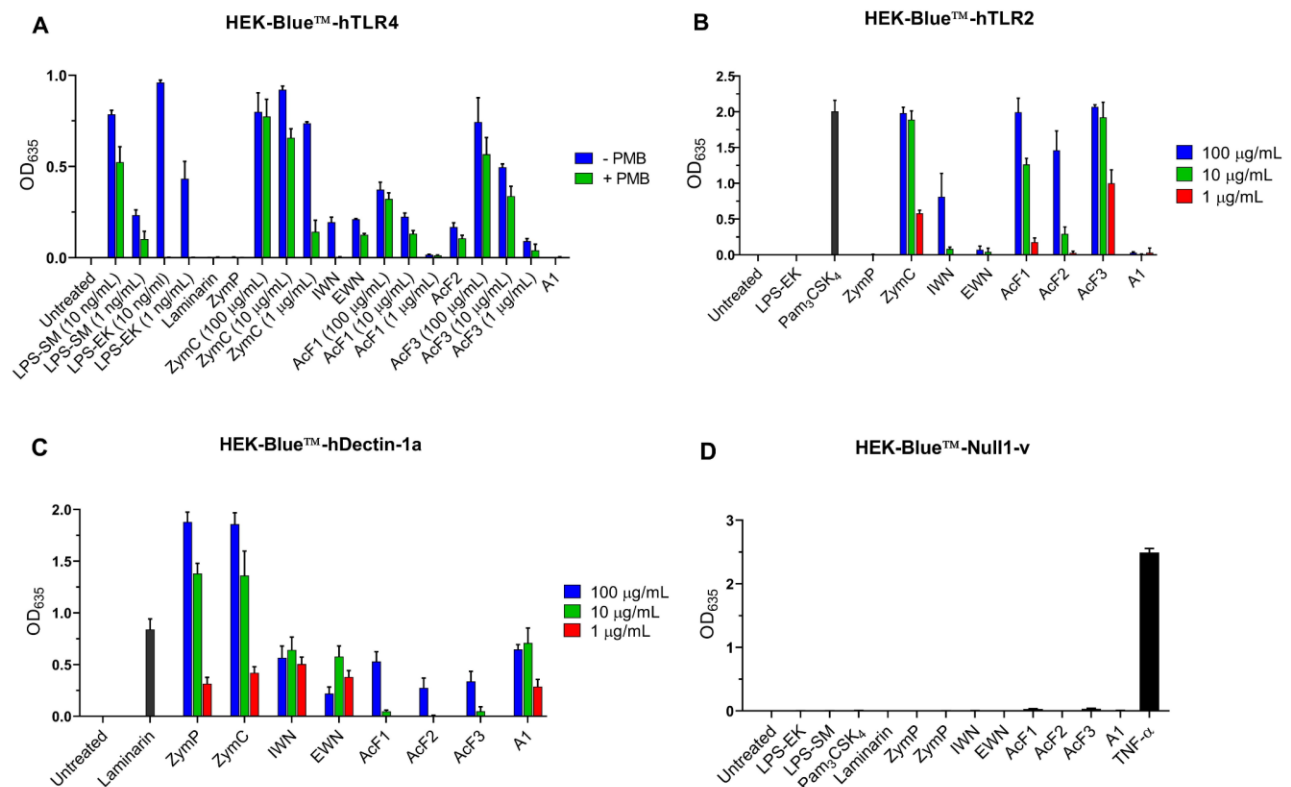 A
HEK-Blue™-hTLR4
1.0
0.5
0.0
OD635
- PMB
+ PMB
Untreated
LPS-SM (10 ng/mL)
LPS-SM (1 ng/mL)
LPS-EK (10 ng/ml)
LPS-EK (1 ng/mL)
Laminarin
ZymP
ZymC (100 µg/mL)
ZymC (10 µg/mL)
ZymC (1 µg/mL)
IWN
EWN
AcF1 (100 µg/mL)
AcF1 (10 µg/mL)
AcF1 (1 µg/mL)
AcF2
AcF3 (100 µg/mL)
AcF3 (10 µg/mL)
AcF3 (1 µg/mL)
A1
B
HEK-Blue™-hTLR2
2.5
2.0
1.5
1.0
0.5
0.0
OD635
100 µg/mL
10 µg/mL
1 µg/mL
Untreated
LPS-EK
Pam3CSK4
ZymP
ZymC
IWN
EWN
AcF1
AcF2
AcF3
A1
C
HEK-Blue™-hDectin-1a
2.0
1.5
1.0
0.5
0.0
OD635
100 µg/mL
10 µg/mL
1 µg/mL
Untreated
Laminarin
ZymP
ZymC
IWN
EWN
AcF1
AcF2
AcF3
A1
D
HEK-Blue™-Null1-v
3
2
1
0
OD635
Untreated
LPS-EK
LPS-SM
Pam3CSK4
Laminarin
ZymP
ZymP
IWN
EWN
AcF1
AcF2
AcF3
A1
TNF-α